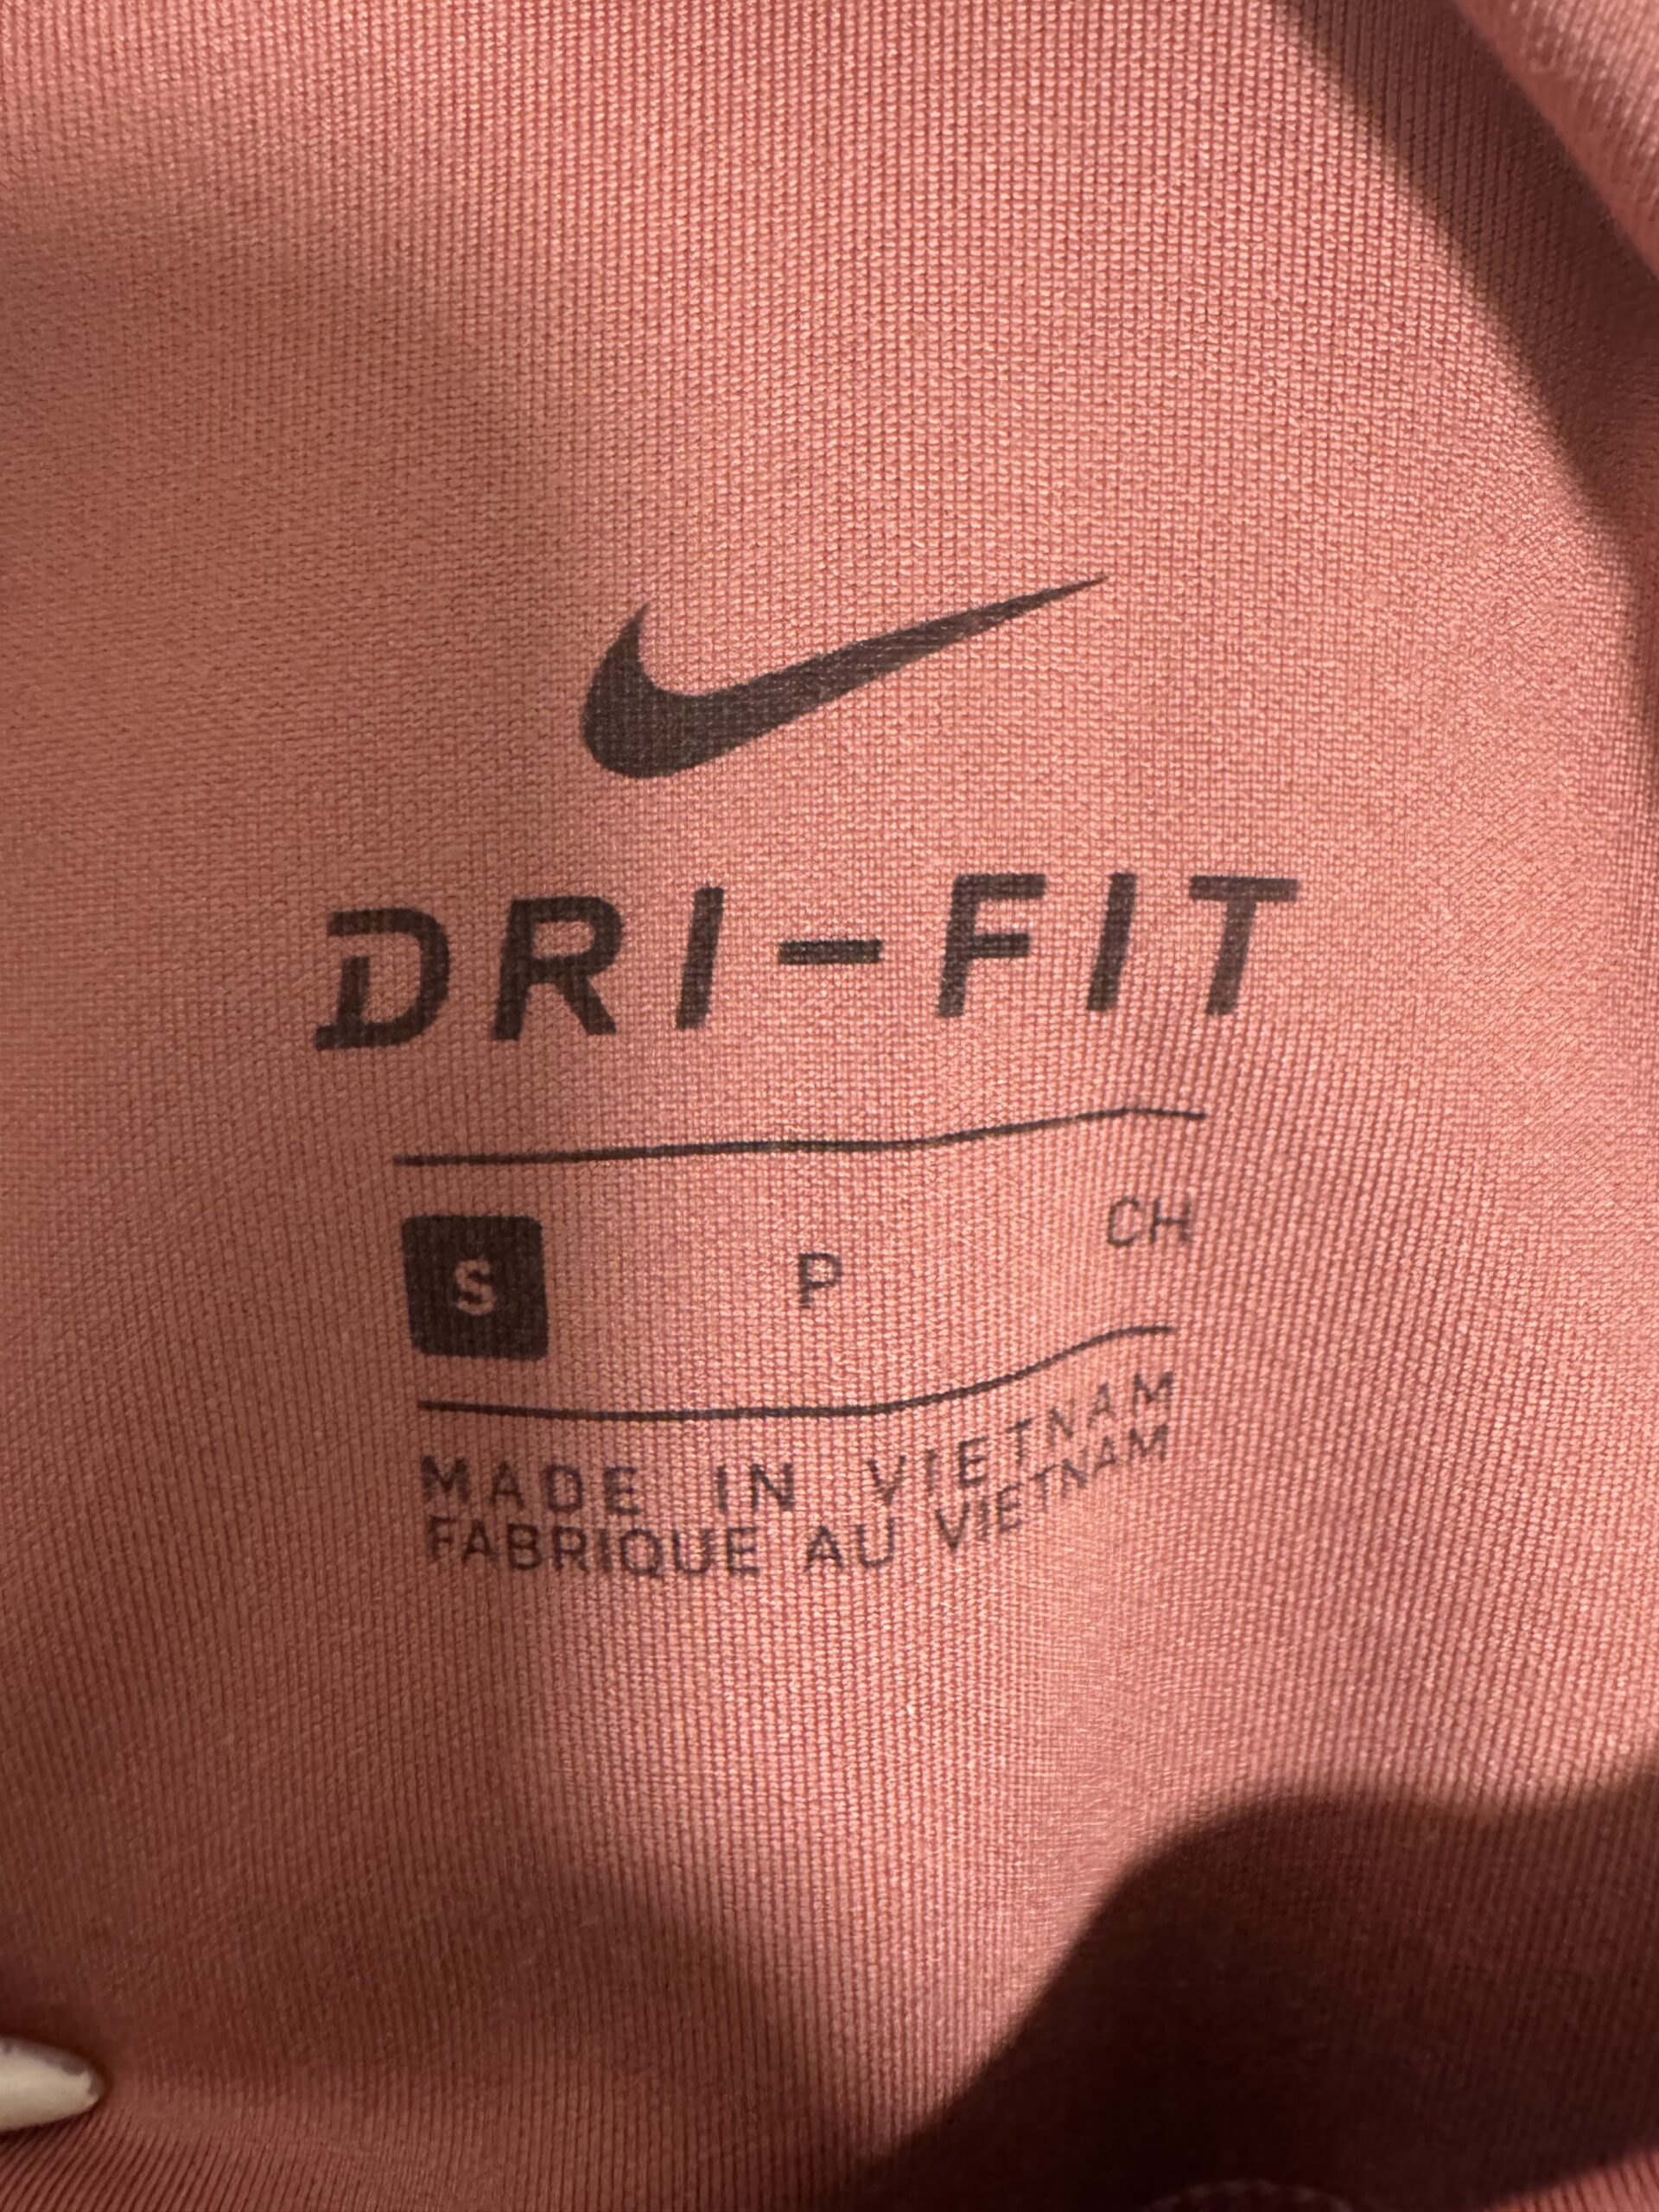 DRI-FIT
S P CH
MADE IN VIETNAM
FABRIQUE AU VIETNAM